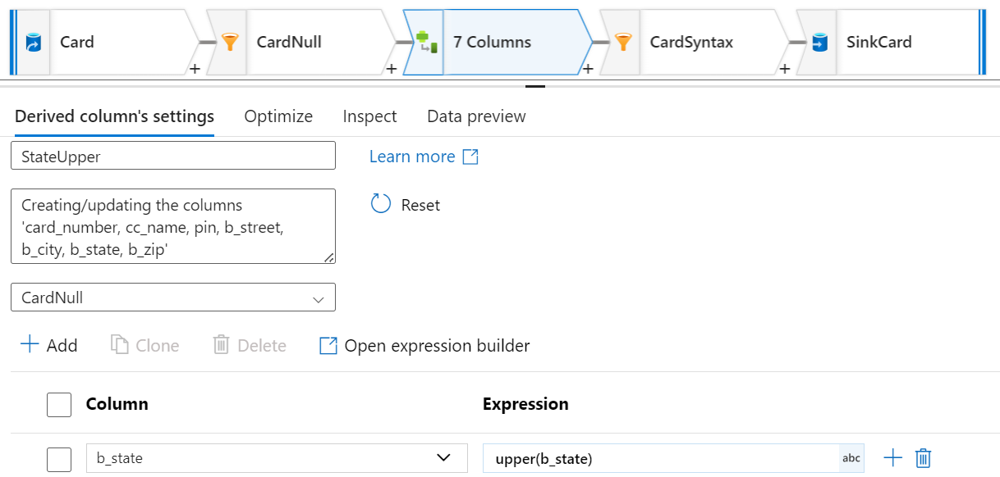 Card
CardNull
7 Columns
CardSyntax
SinkCard
+ + + +
Derived column's settings Optimize Inspect Data preview
StateUpper
Learn more
Creating/updating the columns
'card_number, cc_name, pin, b_street,
b_city, b_state, b_zip'
Reset
CardNull
Add Clone Delete Open expression builder
Column Expression
b_state upper(b_state) abc